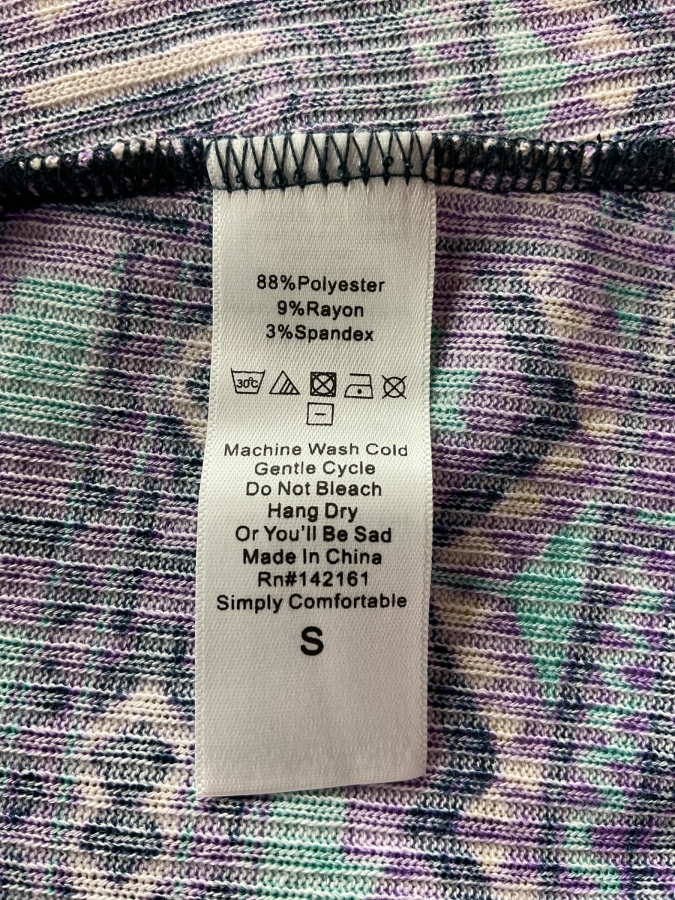 88%Polyester
9%Rayon
3%Spandex
30°C
Machine Wash Cold
Gentle Cycle
Do Not Bleach
Hang Dry
Or You'll Be Sad
Made In China
Rn#142161
Simply Comfortable
S